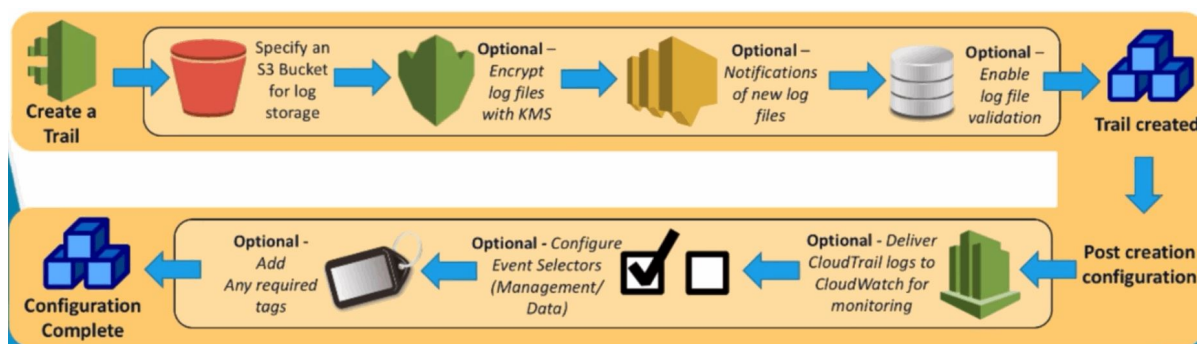 Create a
Trail
Specify an
S3 Bucket
for log
storage
Optional –
Encrypt
log files
with KMS
Optional –
Notifications
of new log
files
Optional –
Enable
log file
validation
Trail created
Post creation
configuration
Optional - Deliver
CloudTrail logs to
CloudWatch for
monitoring
Optional - Configure
Event Selectors
(Management/
Data)
Optional -
Add
Any required
tags
Configuration
Complete